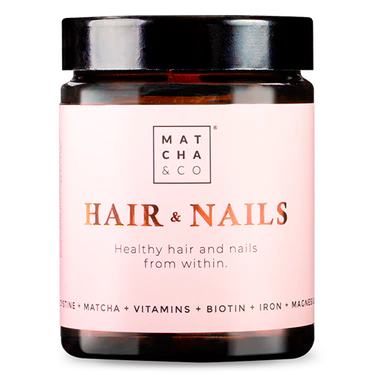 MAT
CHA
&CO
®
HAIR & NAILS
Healthy hair and nails
from within.
+ MATCHA + VITAMINS + BIOTIN + IRON +